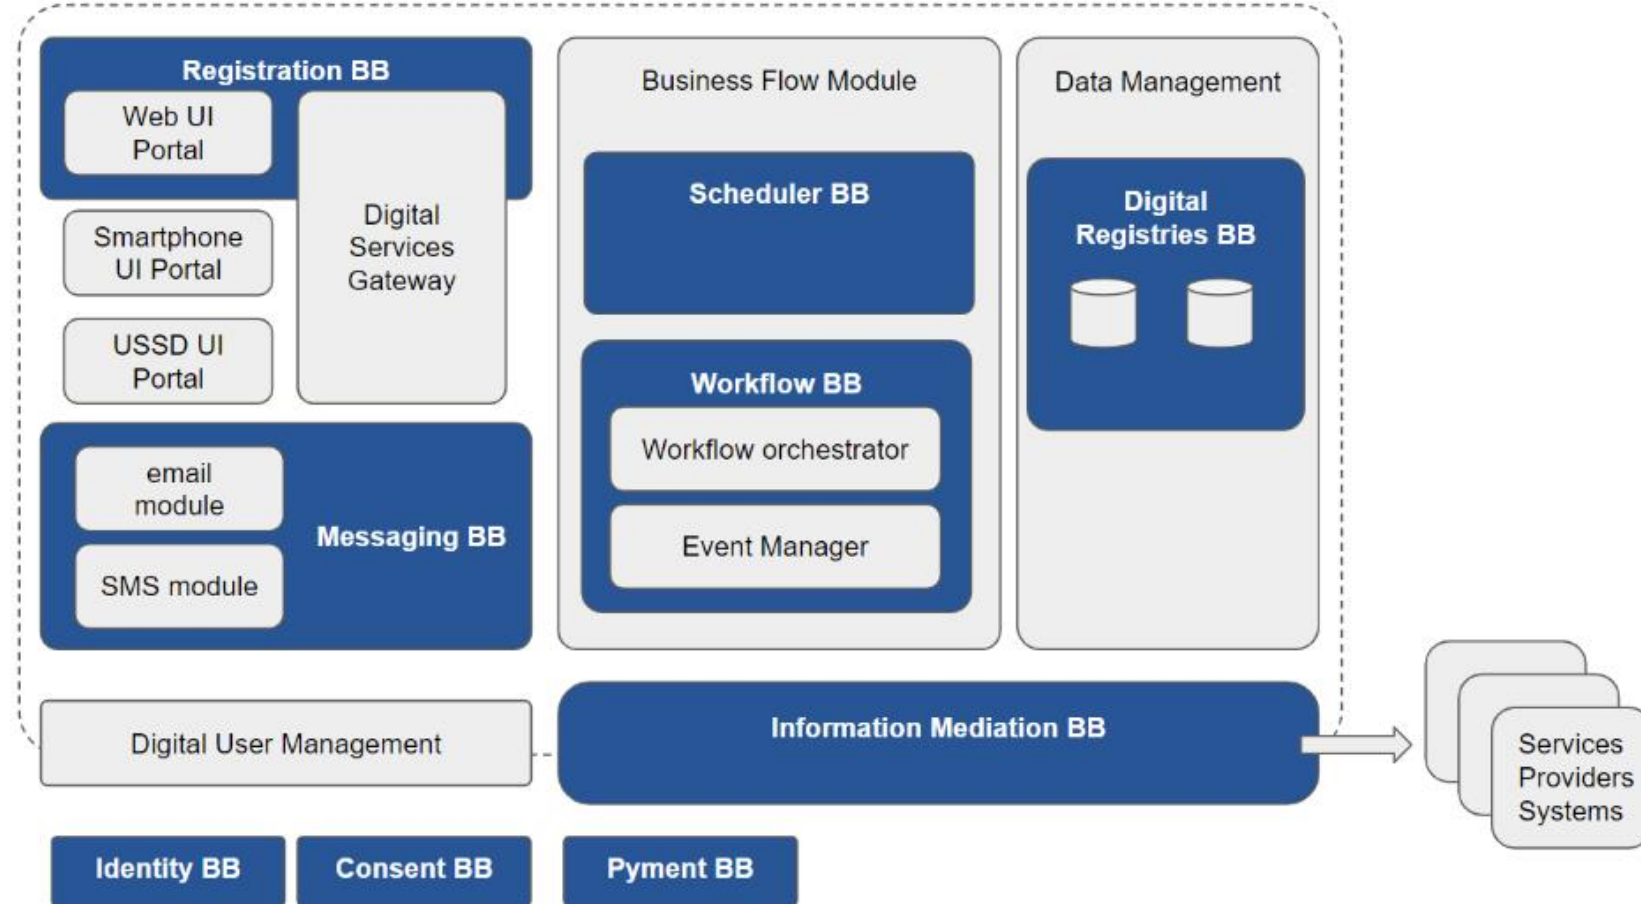 Registration BB
Web UI
Portal
Smartphone
UI Portal
USSD UI
Portal
Digital
Services
Gateway
email
module
SMS module
Messaging BB
Business Flow Module
Scheduler BB
Workflow BB
Workflow orchestrator
Event Manager
Data Management
Digital
Registries BB
Digital User Management
Information Mediation BB
Services
Providers
Systems
Identity BB
Consent BB
Pyment BB